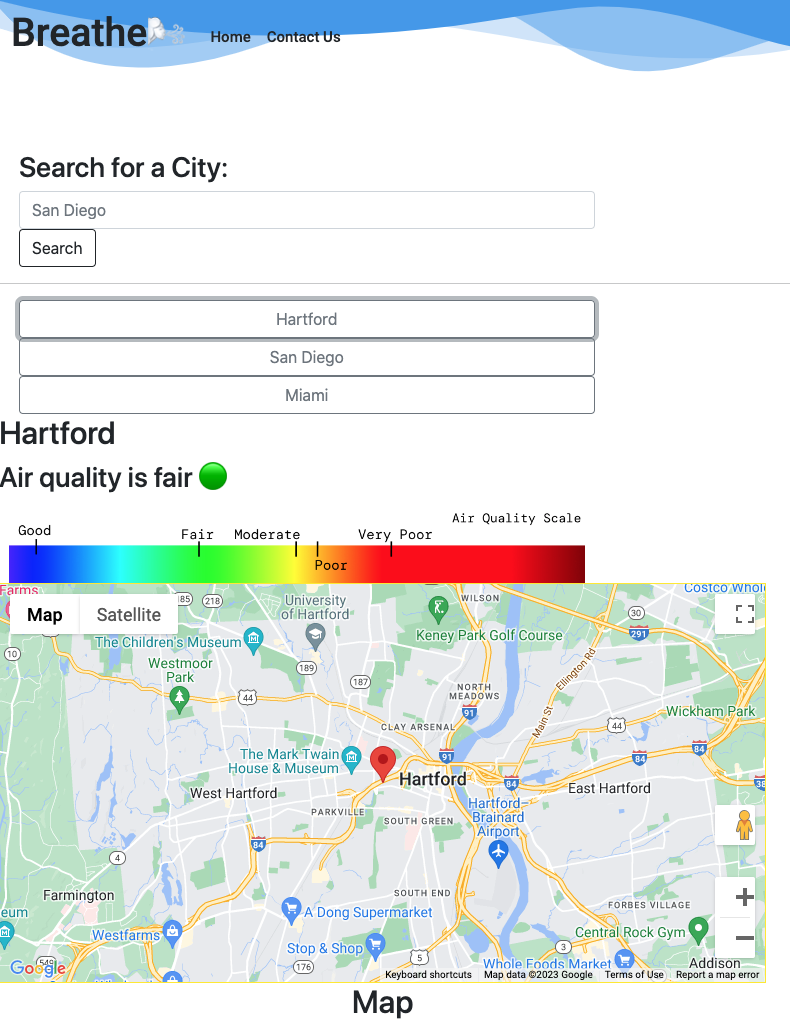 Breathe
Home
Contact Us
Search for a City:
San Diego
Search
Hartford
San Diego
Miami
Hartford
Air quality is fair
Air Quality Scale
Good
Fair
Moderate
Very Poor
Poor
Farms
Map
Satellite
185
218
University
of Hartford
WILSON
Costco Whole
30
291
Keney Park Golf Course
The Children's Museum
10
Westmoor
Park
189
187
44
NORTH
MEADOWS
91
Main St
Ellington Rd
Wickham Park
44
CLAY ARSENAL
84
The Mark Twain
House & Museum
91
84
Hartford
84
38
West Hartford
East Hartford
PARKVILLE
SOUTH GREEN
Hartford–
Brainard
Airport
84
4
Farmington
SOUTH END
FORBES VILLAGE
eum
A Dong Supermarket
Westfarms
Central Rock Gym
Stop & Shop
3
5
549
176
Whole Foods Market
Addison
Google
Keyboard shortcuts
Map data ©2023 Google
Terms of Use
Report a map error
Map